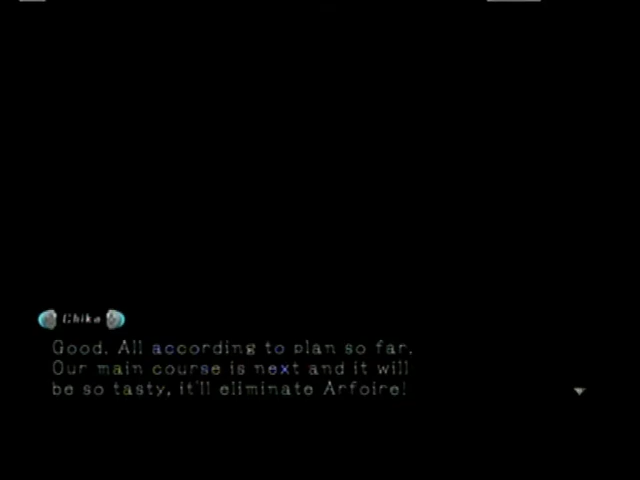 Chika
Good. All according to plan so far.
Our main course is next and it will
be so tasty, it'll eliminate Arfoire!